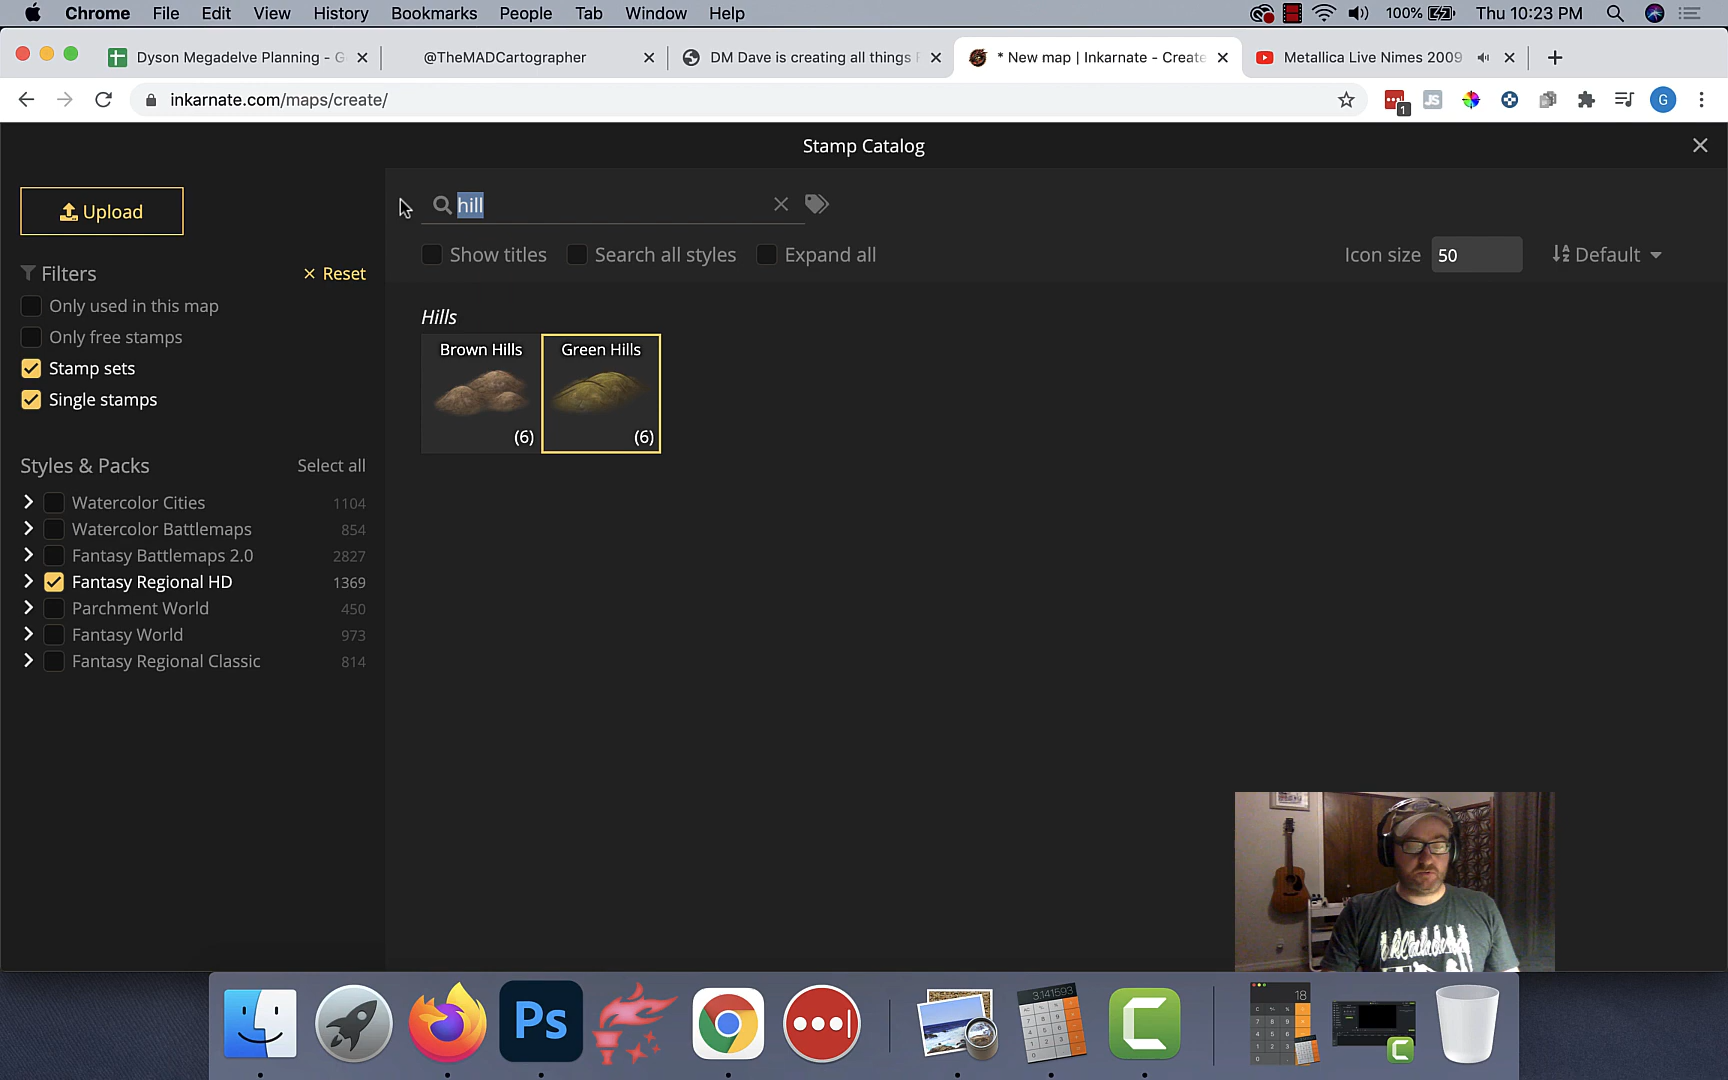 Chrome File Edit View History Bookmarks People Tab Window Help 100% Thu 10:23 PM
Dyson Megadelve Planning - G
@TheMADCartographer
DM Dave is creating all things
* New map | Inkarnate - Create
Metallica Live Nimes 2009
inkarnate.com/maps/create/
1
JS
G
Stamp Catalog
Upload
hill
Show titles Search all styles Expand all Icon size 50 Default
Filters Reset
Only used in this map
Only free stamps
Stamp sets
Single stamps
Hills
Brown Hills
(6)
Green Hills
(6)
Styles & Packs Select all
Watercolor Cities 1104
Watercolor Battlemaps 854
Fantasy Battlemaps 2.0 2827
Fantasy Regional HD 1369
Parchment World 450
Fantasy World 973
Fantasy Regional Classic 814
Ps
3.141593
18